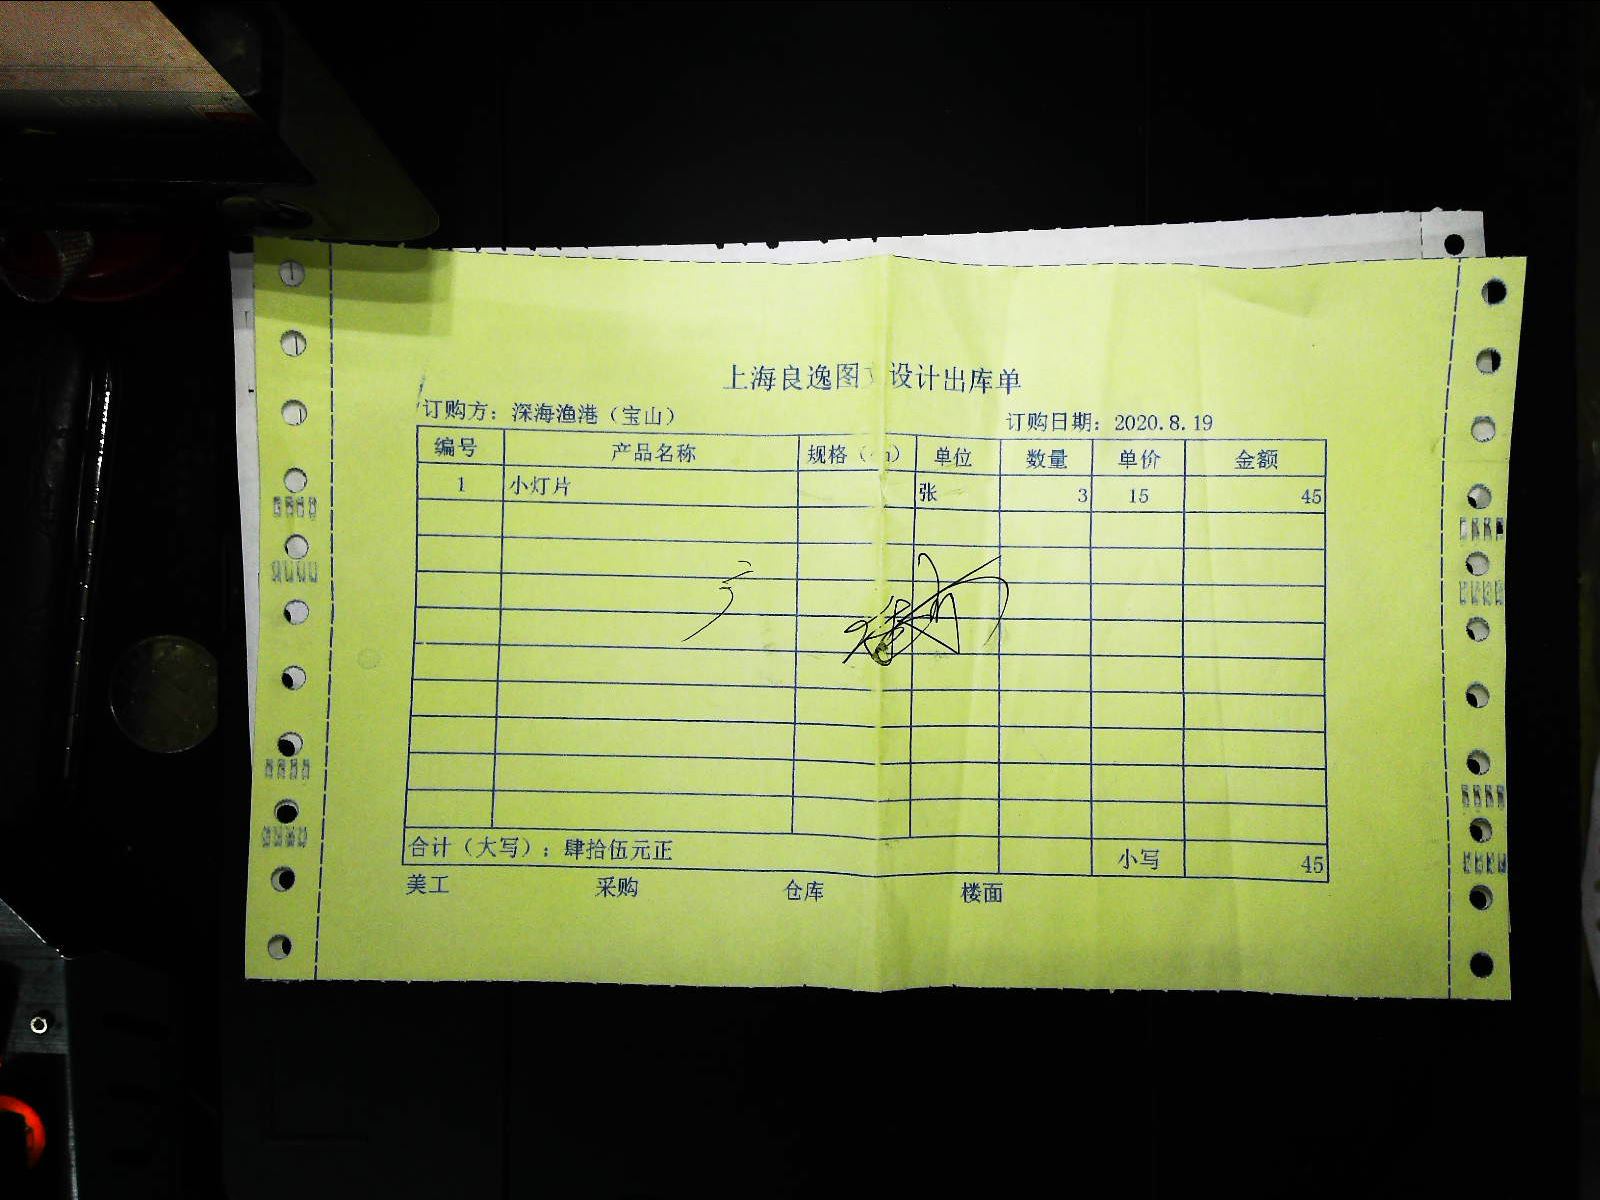 上海良逸图 设计出库单
订购方：深海渔港（宝山） 订购日期：2020.8.19
编号 产品名称 规格（ ） 单位 数量 单价 金额
1 小灯片 张 3 15 45
合计（大写）：肆拾伍元正 小写 45
美工 采购 仓库 楼面